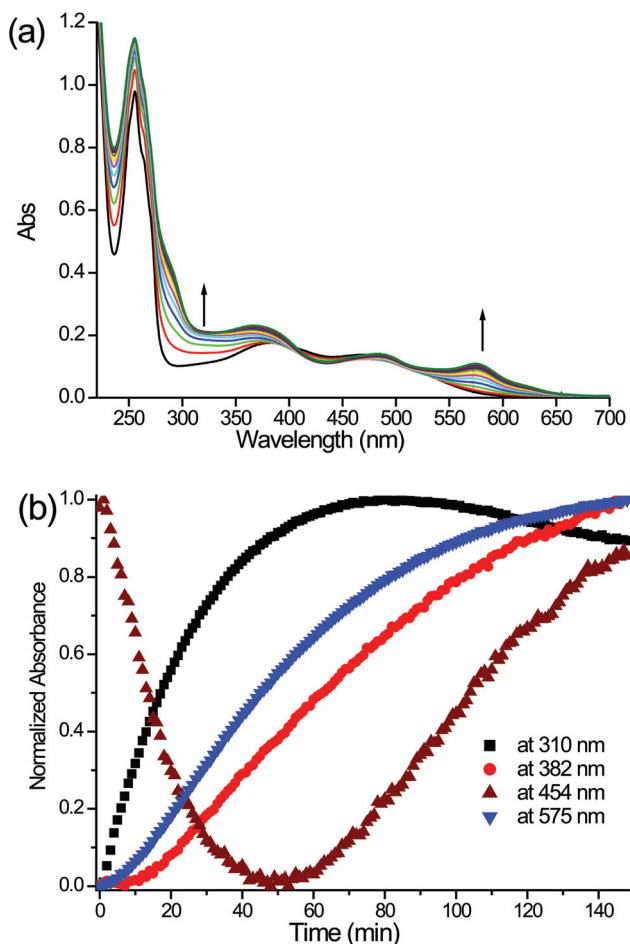 (a)
1.2
1.0
0.8
0.6
0.4
0.2
0.0
Abs
250 300 350 400 450 500 550 600 650 700
Wavelength (nm)
(b)
1.0
0.8
0.6
0.4
0.2
0.0
Normalized Absorbance
at 310 nm
at 382 nm
at 454 nm
at 575 nm
0 20 40 60 80 100 120 140
Time (min)